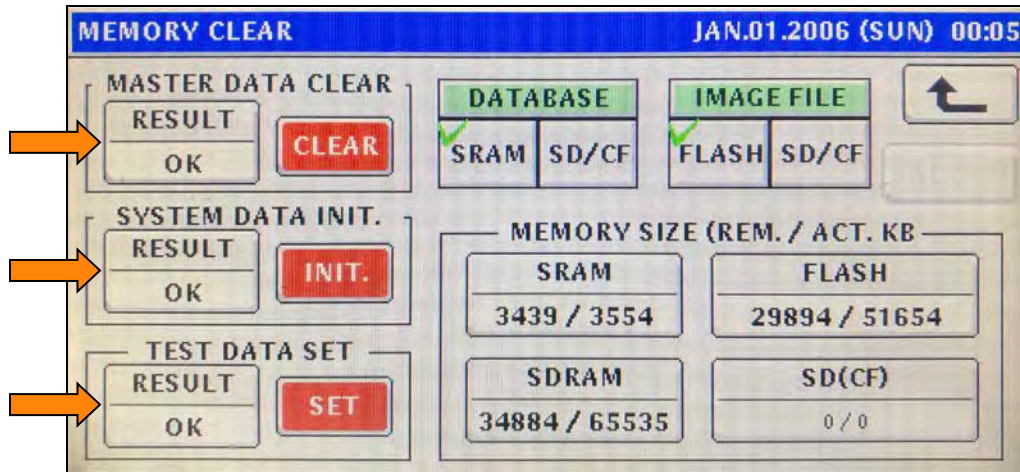 MEMORY CLEAR JAN.01.2006 (SUN) 00:05
MASTER DATA CLEAR
RESULT
OK
CLEAR
DATABASE
SRAM SD/CF
IMAGE FILE
FLASH SD/CF
SYSTEM DATA INIT.
RESULT
OK
INIT.
MEMORY SIZE (REM. / ACT. KB
SRAM
3439 / 3554
FLASH
29894 / 51654
TEST DATA SET
RESULT
OK
SET
SDRAM
34884 / 65535
SD(CF)
0 / 0